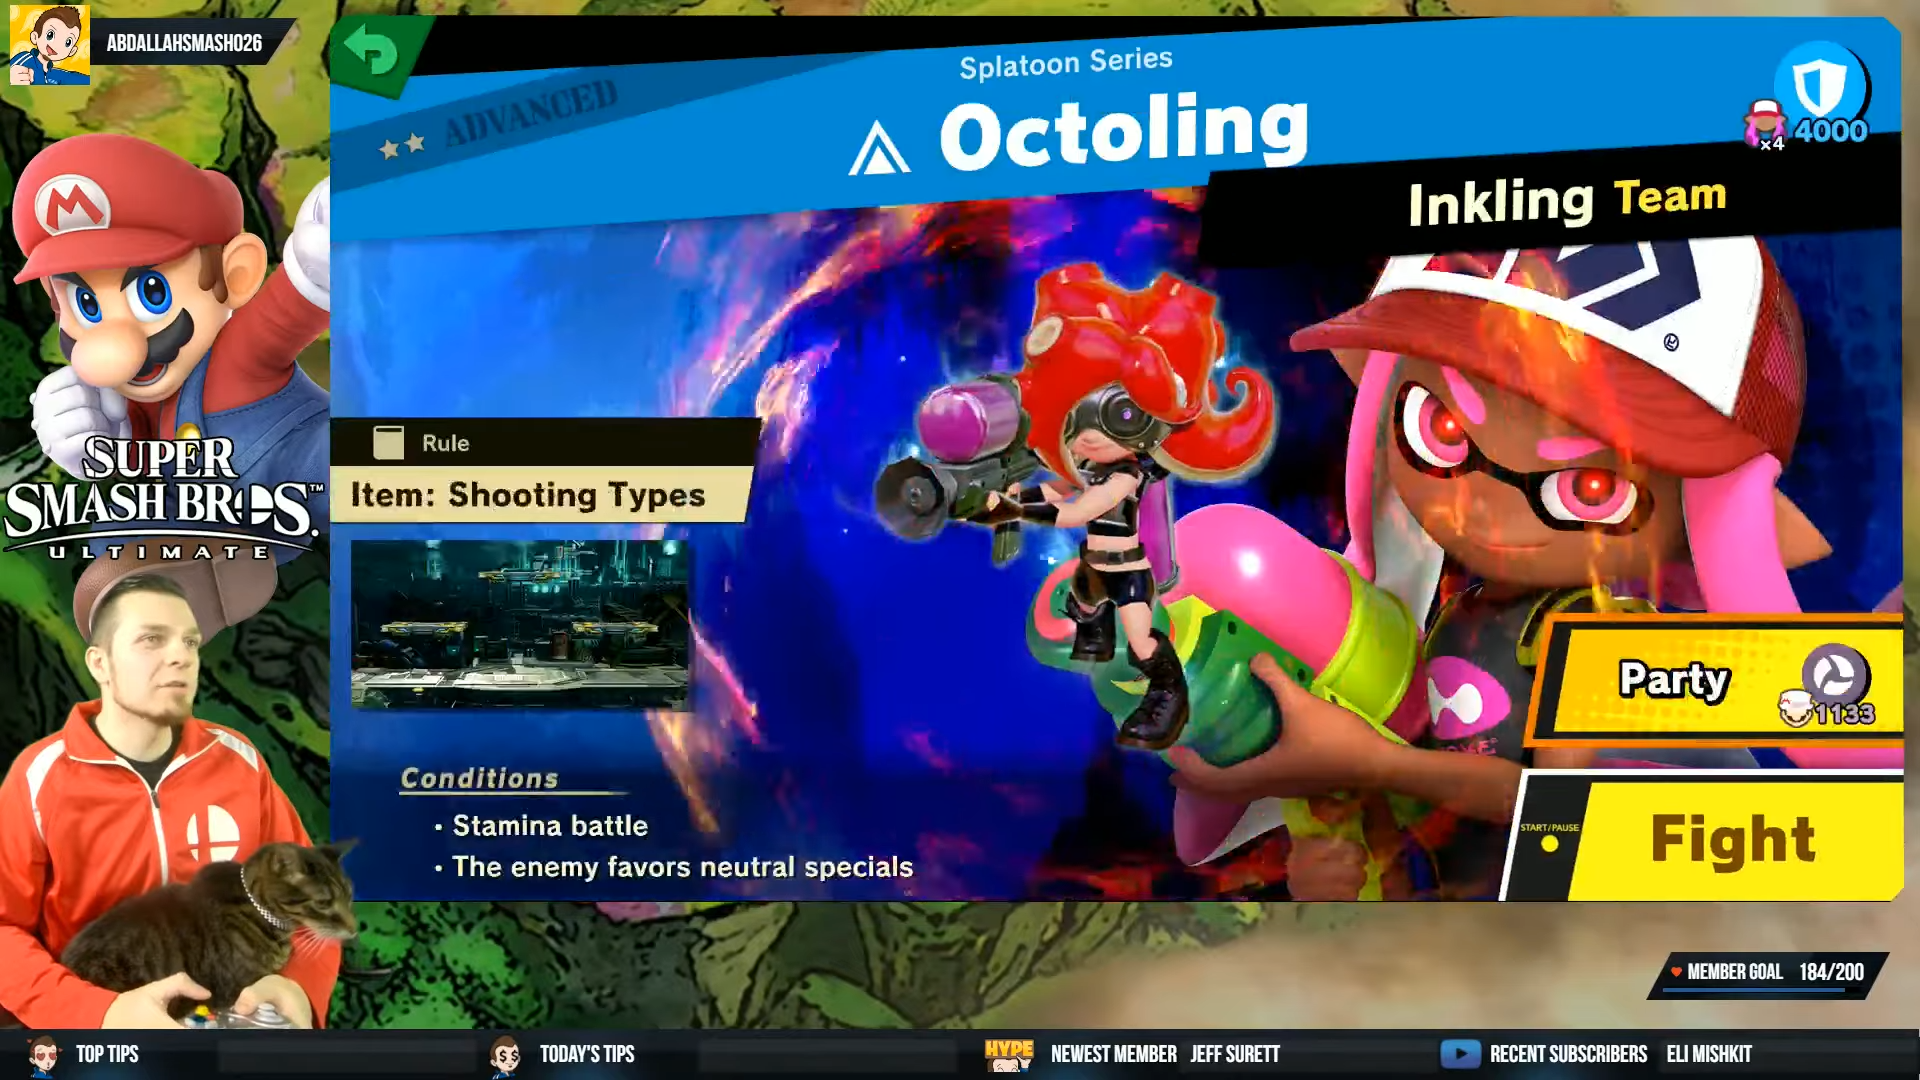 ABDALLAHSMASH026
Splatoon Series
ADVANCED
Octoling
4000
x4
Inkling Team
M
SUPER
SMASH BROS.™
ULTIMATE
Rule
Item: Shooting Types
Party
1133
Conditions
• Stamina battle
• The enemy favors neutral specials
START/PAUSE
Fight
MEMBER GOAL 184/200
TOP TIPS
TODAY'S TIPS
HYPE
NEWEST MEMBER JEFF SURETT
RECENT SUBSCRIBERS ELI MISHKIT